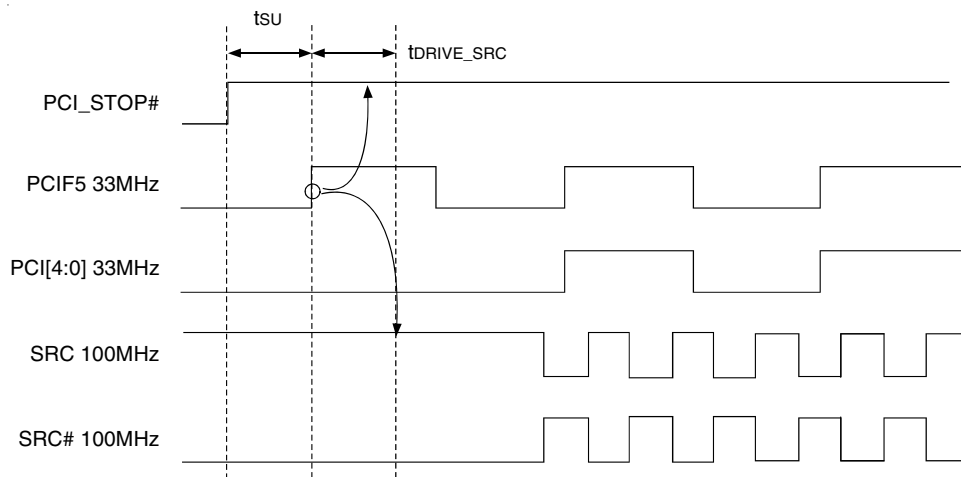 tSU
tDRIVE_SRC
PCI_STOP#
PCIF5 33MHz
PCI[4:0] 33MHz
SRC 100MHz
SRC# 100MHz